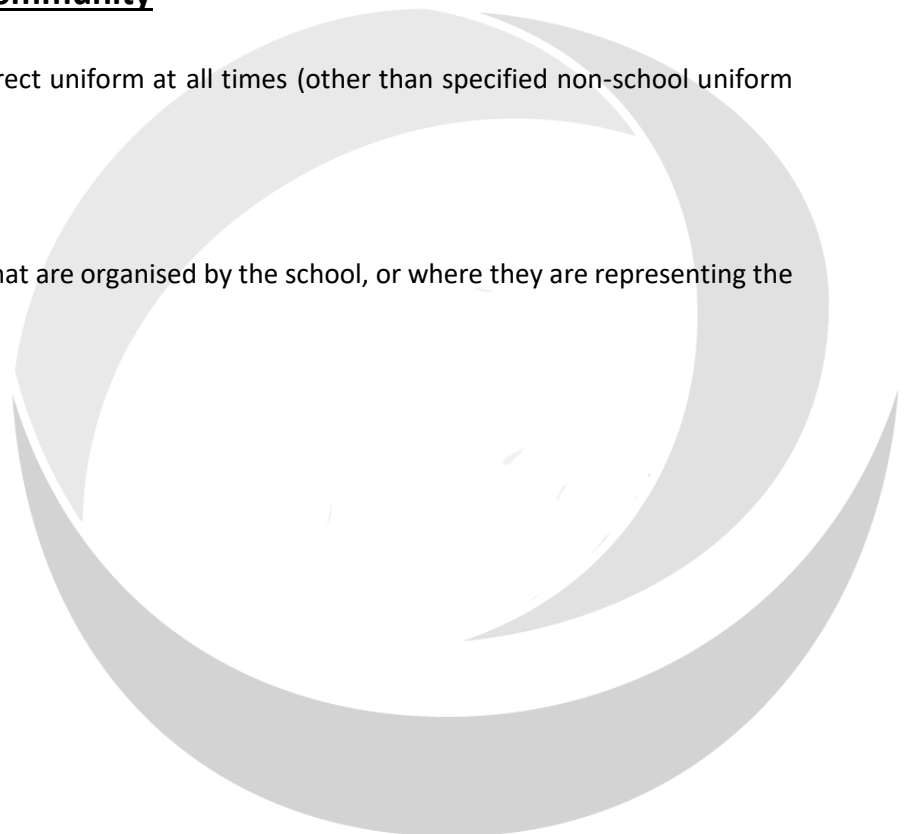 rect uniform at all times (other than specified non-school uniform
hat are organised by the school, or where they are representing the